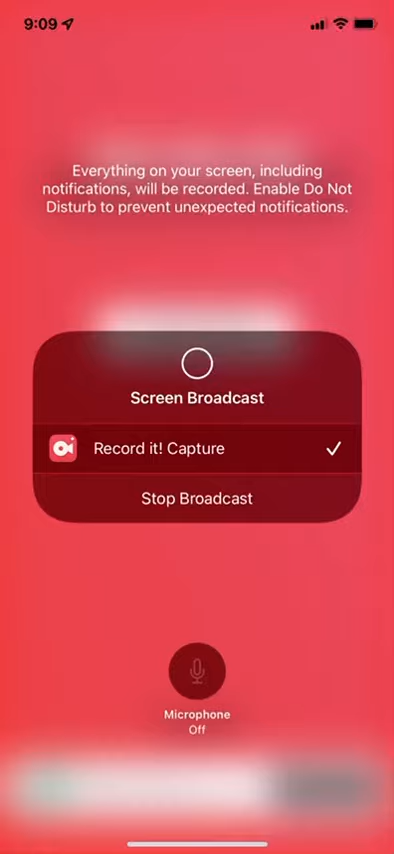 9:09
Everything on your screen, including
notifications, will be recorded. Enable Do Not
Disturb to prevent unexpected notifications.
Screen Broadcast
Record it! Capture
Stop Broadcast
Microphone
Off